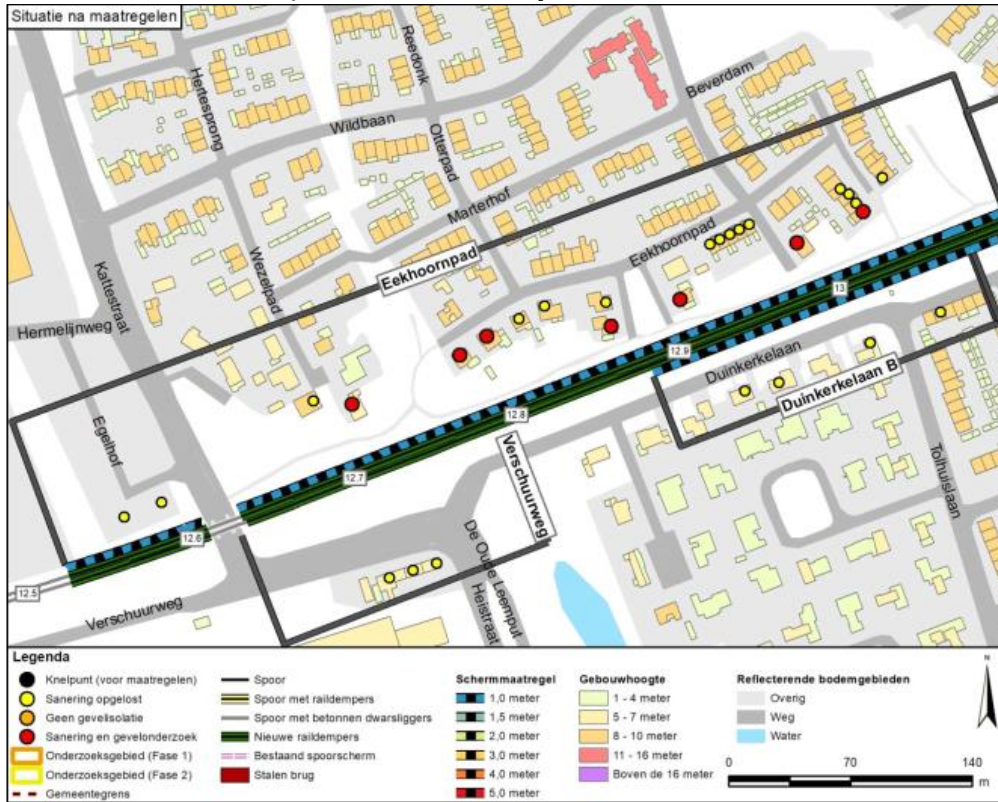 Situatie na maatregelen
Reedonk
Hertesprong
Beverdam
Wildbaan
Otterpad
Marterhof
Eekhoornpad
Eekhoornpad
Wezelpad
Kattestraat
Hermelijnweg
13
12.9
Duinkerkelaan
Duinkerkelaan B
12.8
Egelhof
12.7
Verschuurweg
Tolhuislaan
12.6
De Oude Leemput
Heistraat
12.5
Verschuurweg
Legenda
Knelpunt (voor maatregelen)
Sanering opgelost
Geen gevelisolatie
Sanering en gevelonderzoek
Onderzoeksgebied (Fase 1)
Onderzoeksgebied (Fase 2)
Gemeentegrens
Spoor
Spoor met raildempers
Spoor met betonnen dwarsliggers
Nieuwe raildempers
Bestaand spoorscherm
Stalen brug
Schermmaatregel
1,0 meter
1,5 meter
2,0 meter
3,0 meter
4,0 meter
5,0 meter
Gebouwhoogte
1 - 4 meter
5 - 7 meter
8 - 10 meter
11 - 16 meter
Boven de 16 meter
Reflecterende bodemgebieden
Overig
Weg
Water
N
0 70 140
m